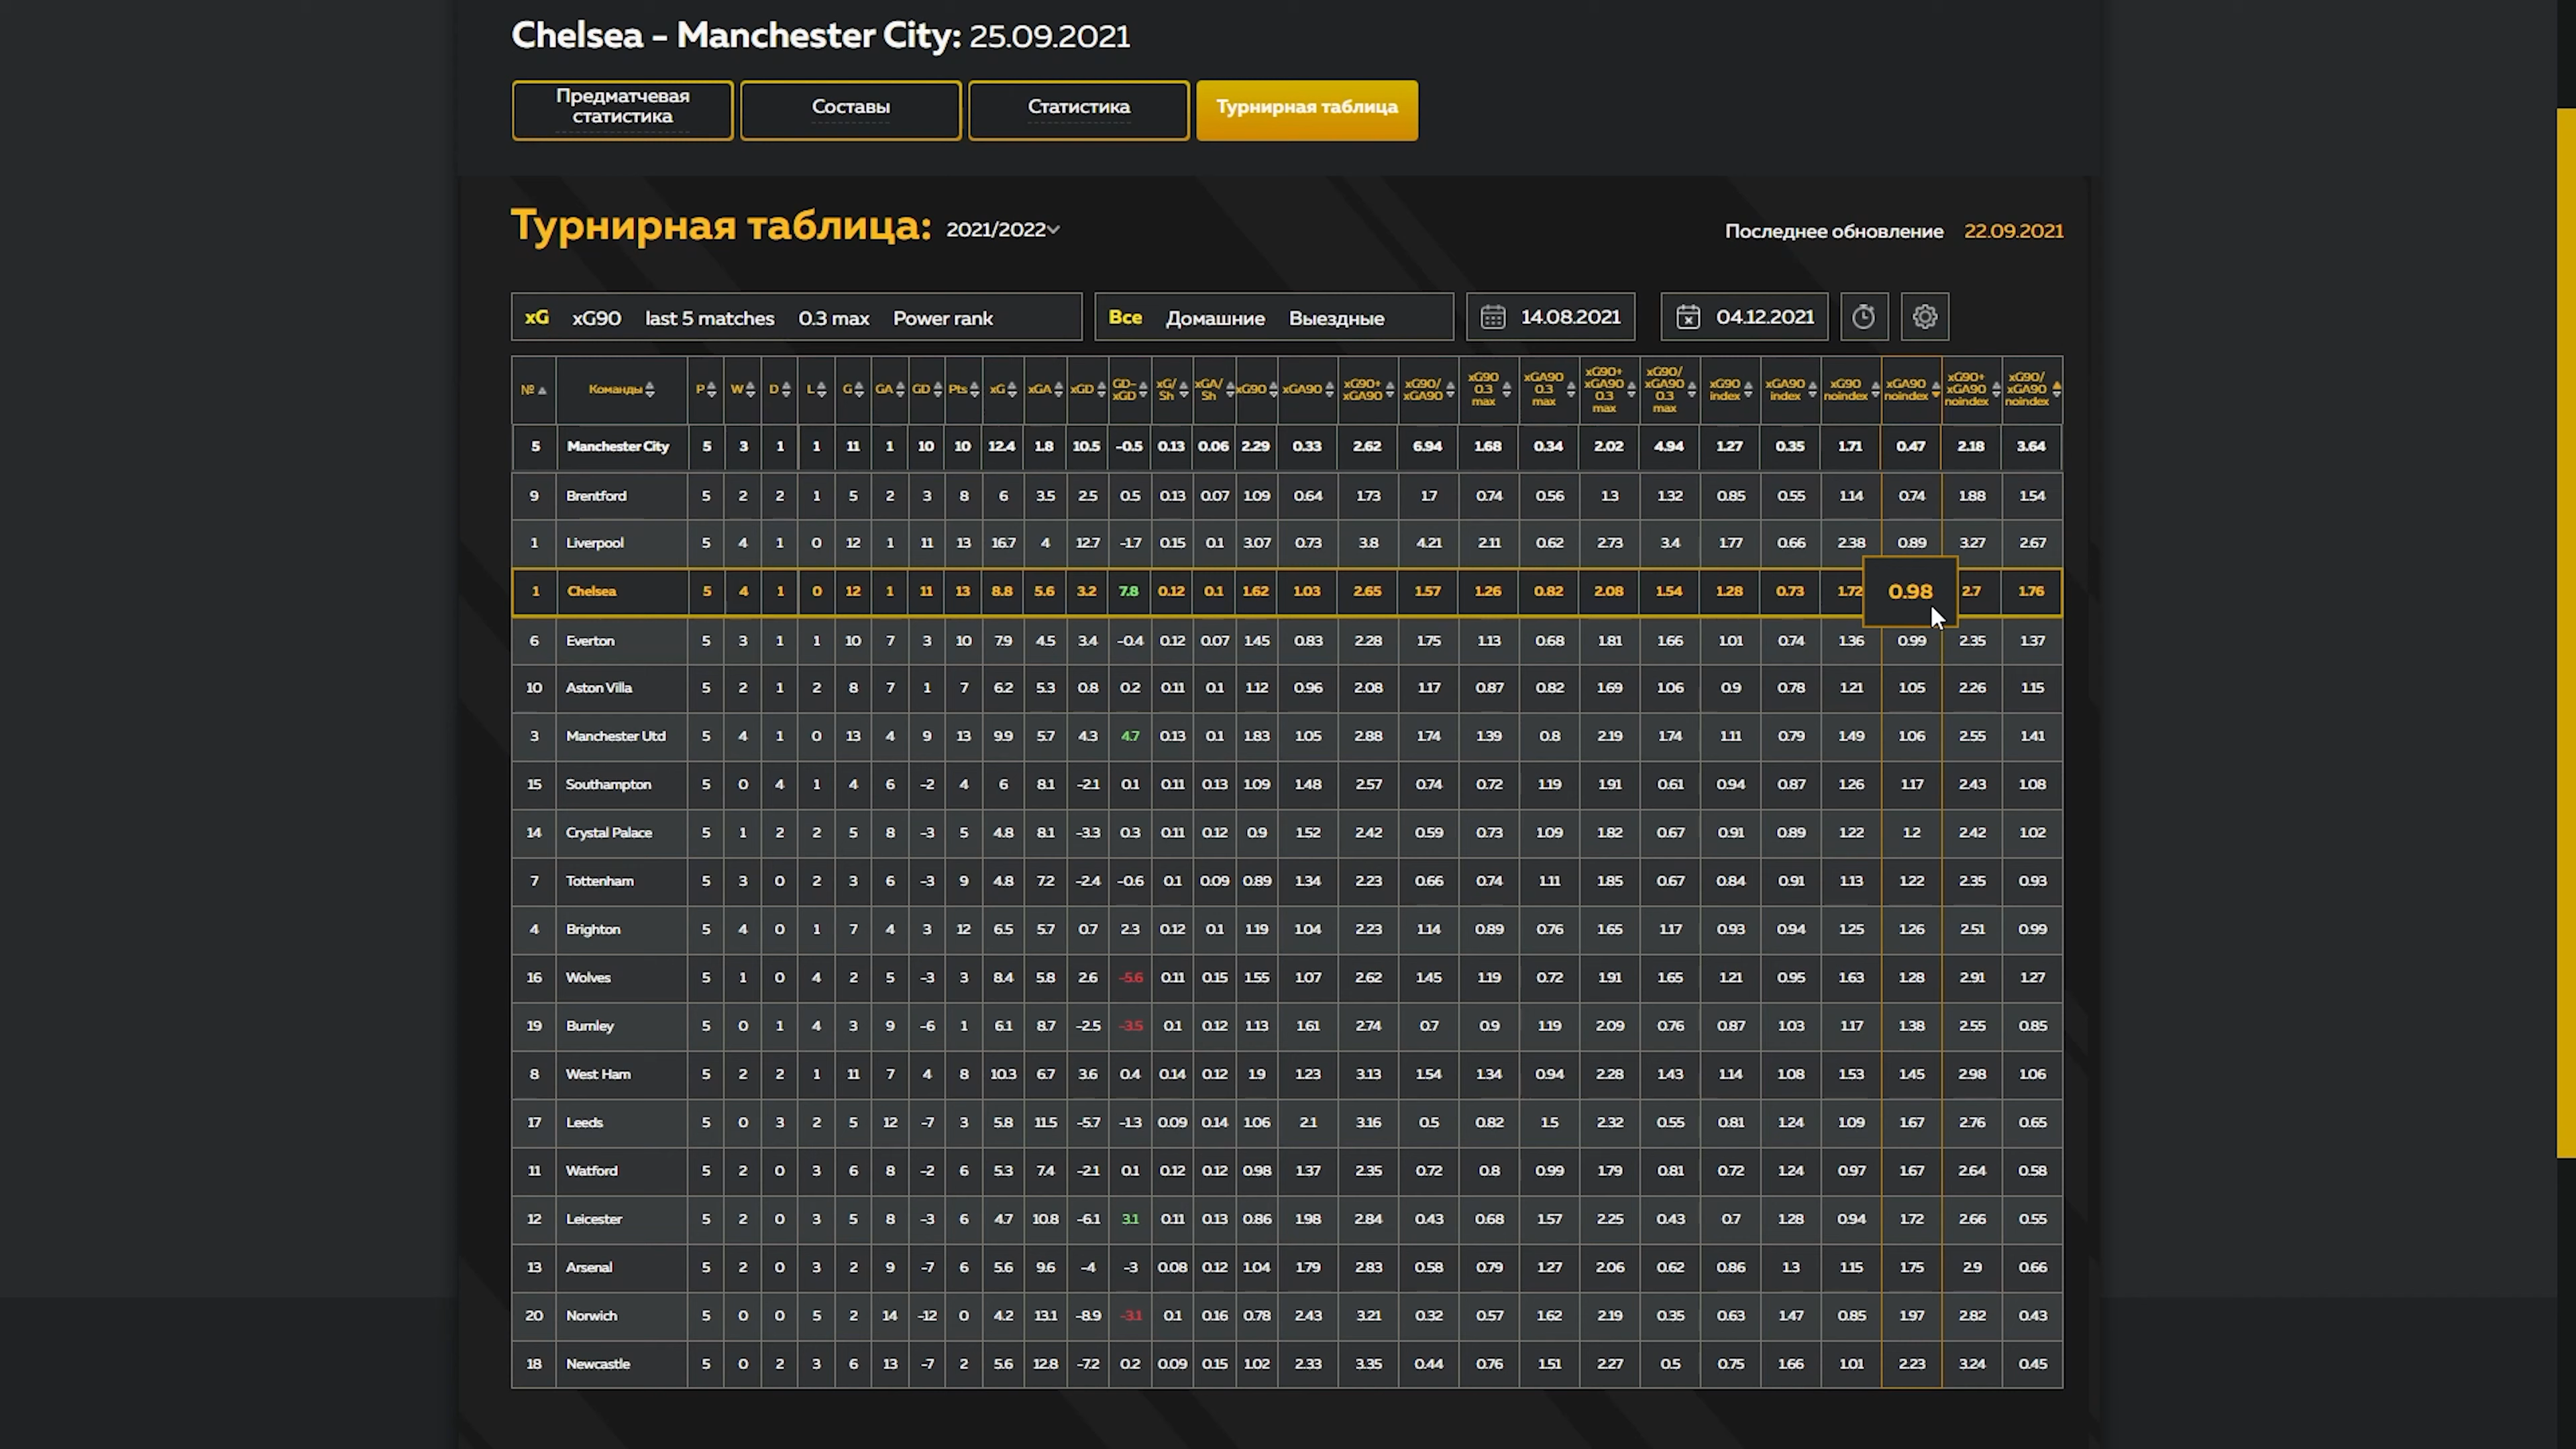 Chelsea - Manchester City: 25.09.2021
Предматчевая статистика
Составы
Статистика
Турнирная таблица
Турнирная таблица: 2021/2022
Последнее обновление 22.09.2021
xG xG90 last 5 matches 0.3 max Power rank
Все Домашние Выездные
14.08.2021
04.12.2021
№ Команды P W D L G GA GD Pts xG xGA xGD GD-xGD xG/Sh xGA/Sh xG90 xGA90 xG90+xGA90 xG90/xGA90 xG90 0.3 max xGA90 0.3 max xG90+xGA90 0.3 max xG90/xGA90 0.3 max xG90 index xGA90 index xG90 noindex xGA90 noindex xG90+xGA90 noindex xG90/xGA90 noindex
5 Manchester City 5 3 1 1 11 1 10 10 12.4 1.8 10.5 -0.5 0.13 0.06 2.29 0.33 2.62 6.94 1.68 0.34 2.02 4.94 1.27 0.35 1.71 0.47 2.18 3.64
9 Brentford 5 2 2 1 5 2 3 8 6 3.5 2.5 0.5 0.13 0.07 1.09 0.64 1.73 1.7 0.74 0.56 1.3 1.32 0.85 0.55 1.14 0.74 1.88 1.54
1 Liverpool 5 4 1 0 12 1 11 13 16.7 4 12.7 -1.7 0.15 0.1 3.07 0.73 3.8 4.21 2.11 0.62 2.73 3.4 1.77 0.66 2.38 0.89 3.27 2.67
1 Chelsea 5 4 1 0 12 1 11 13 8.8 5.6 3.2 7.8 0.12 0.1 1.62 1.03 2.65 1.57 1.26 0.82 2.08 1.54 1.28 0.73 1.72 0.98 2.7 1.76
6 Everton 5 3 1 1 10 7 3 10 7.9 4.5 3.4 -0.4 0.12 0.07 1.45 0.83 2.28 1.75 1.13 0.68 1.81 1.66 1.01 0.74 1.36 0.99 2.35 1.37
10 Aston Villa 5 2 1 2 8 7 1 7 6.2 5.3 0.8 0.2 0.11 0.1 1.12 0.96 2.08 1.17 0.87 0.82 1.69 1.06 0.9 0.78 1.21 1.05 2.26 1.15
3 Manchester Utd 5 4 1 0 13 4 9 13 9.9 5.7 4.3 4.7 0.13 0.1 1.83 1.05 2.88 1.74 1.39 0.8 2.19 1.74 1.11 0.79 1.49 1.06 2.55 1.41
15 Southampton 5 0 4 1 4 6 -2 4 6 8.1 -2.1 0.1 0.11 0.13 1.09 1.48 2.57 0.74 0.72 1.19 1.91 0.61 0.94 0.87 1.26 1.17 2.43 1.08
14 Crystal Palace 5 1 2 2 5 8 -3 5 4.8 8.1 -3.3 0.3 0.11 0.12 0.9 1.52 2.42 0.59 0.73 1.09 1.82 0.67 0.91 0.89 1.22 1.2 2.42 1.02
7 Tottenham 5 3 0 2 3 6 -3 9 4.8 7.2 -2.4 -0.6 0.1 0.09 0.89 1.34 2.23 0.66 0.74 1.11 1.85 0.67 0.84 0.91 1.13 1.22 2.35 0.93
4 Brighton 5 4 0 1 7 4 3 12 6.5 5.7 0.7 2.3 0.12 0.1 1.19 1.04 2.23 1.14 0.89 0.76 1.65 1.17 0.93 0.94 1.25 1.26 2.51 0.99
16 Wolves 5 1 0 4 2 5 -3 3 8.4 5.8 2.6 -5.6 0.11 0.15 1.55 1.07 2.62 1.45 1.19 0.72 1.91 1.65 1.21 0.95 1.63 1.28 2.91 1.27
19 Burnley 5 0 1 4 3 9 -6 1 6.1 8.7 -2.5 -3.5 0.1 0.12 1.13 1.61 2.74 0.7 0.9 1.19 2.09 0.76 0.87 1.03 1.17 1.38 2.55 0.85
8 West Ham 5 2 2 1 11 7 4 8 10.3 6.7 3.6 0.4 0.14 0.12 1.9 1.23 3.13 1.54 1.34 0.94 2.28 1.43 1.14 1.08 1.53 1.45 2.98 1.06
17 Leeds 5 0 3 2 5 12 -7 3 5.8 11.5 -5.7 -1.3 0.09 0.14 1.06 2.1 3.16 0.5 0.82 1.5 2.32 0.55 0.81 1.24 1.09 1.67 2.76 0.65
11 Watford 5 2 0 3 6 8 -2 6 5.3 7.4 -2.1 0.1 0.12 0.12 0.98 1.37 2.35 0.72 0.8 0.99 1.79 0.81 0.72 1.24 0.97 1.67 2.64 0.58
12 Leicester 5 2 0 3 5 8 -3 6 4.7 10.8 -6.1 3.1 0.11 0.13 0.86 1.98 2.84 0.43 0.68 1.57 2.25 0.43 0.7 1.28 0.94 1.72 2.66 0.55
13 Arsenal 5 2 0 3 2 9 -7 6 5.6 9.6 -4 -3 0.08 0.12 1.04 1.79 2.83 0.58 0.79 1.27 2.06 0.62 0.86 1.3 1.15 1.75 2.9 0.66
20 Norwich 5 0 0 5 2 14 -12 0 4.2 13.1 -8.9 -3.1 0.1 0.16 0.78 2.43 3.21 0.32 0.57 1.62 2.19 0.35 0.63 1.47 0.85 1.97 2.82 0.43
18 Newcastle 5 0 2 3 6 13 -7 2 5.6 12.8 -7.2 0.2 0.09 0.15 1.02 2.33 3.35 0.44 0.76 1.51 2.27 0.5 0.75 1.66 1.01 2.23 3.24 0.45